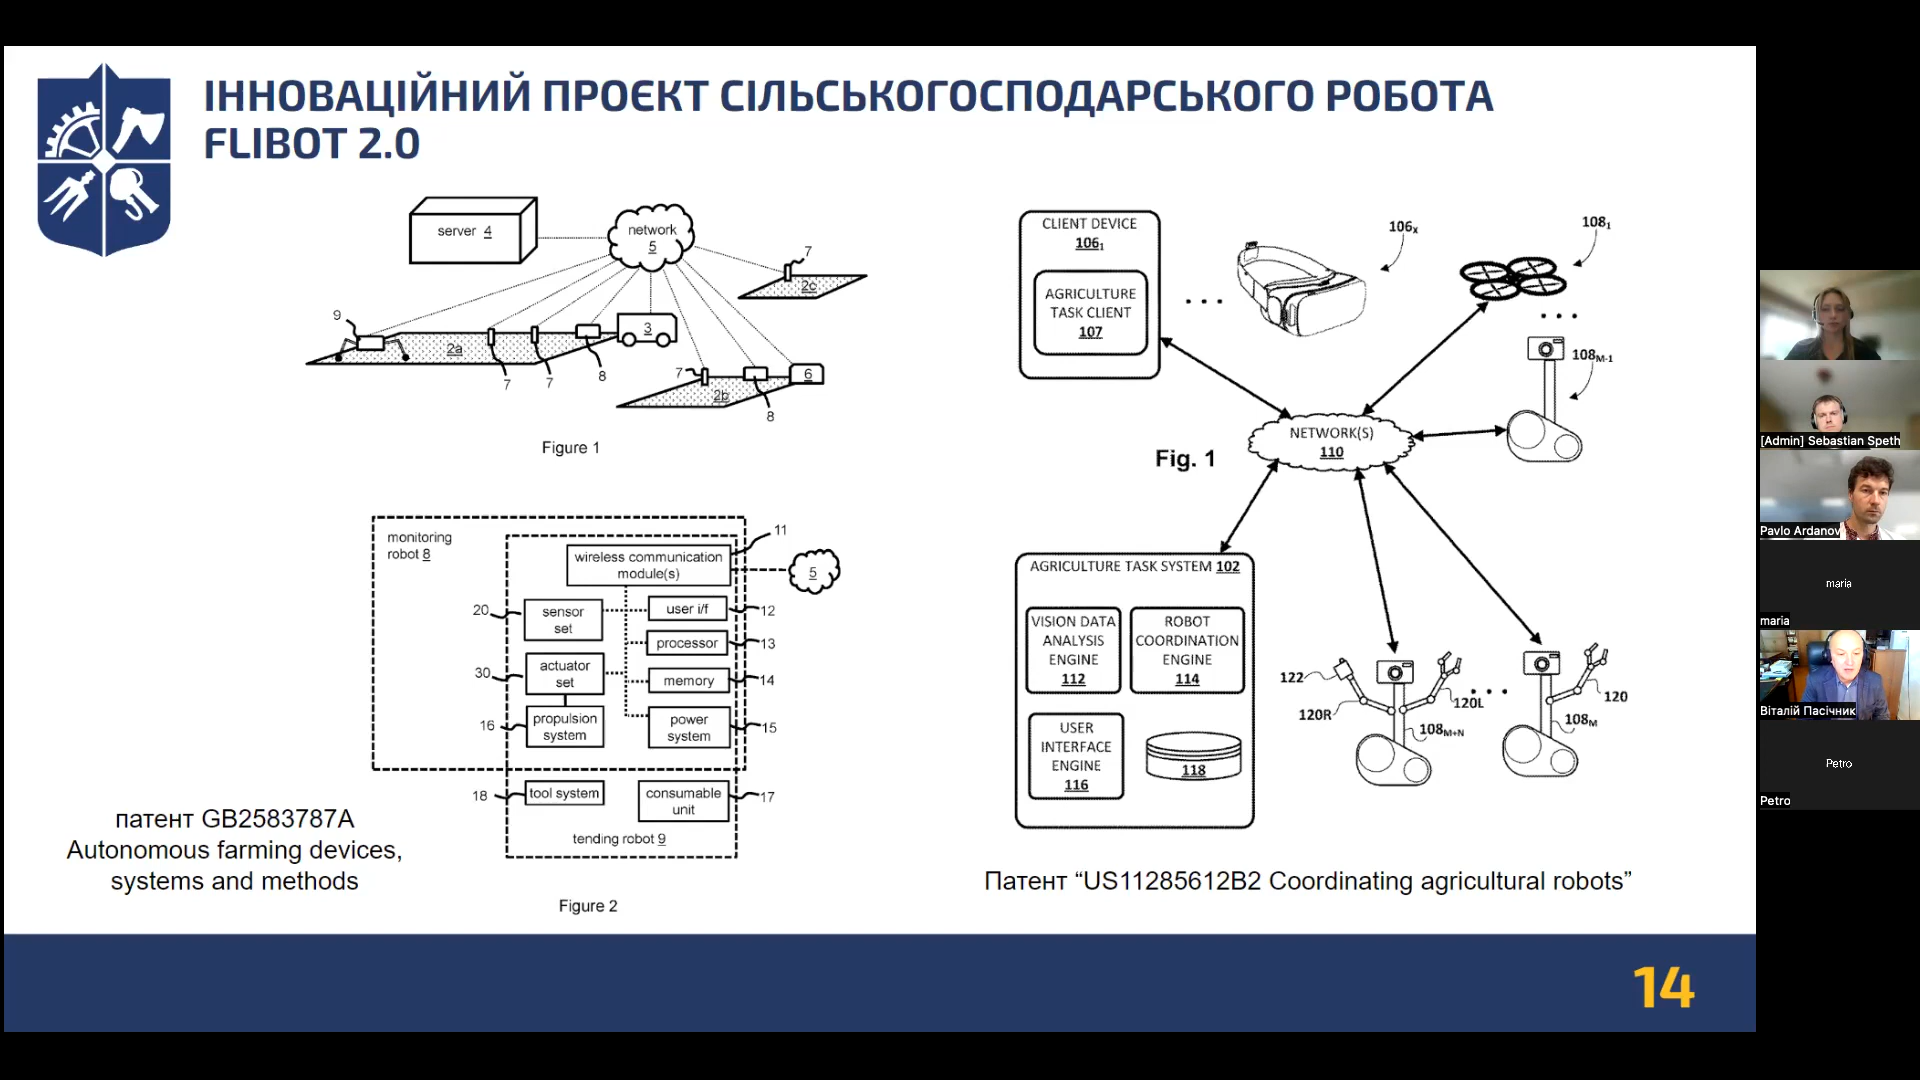 ІННОВАЦІЙНИЙ ПРОЄКТ СІЛЬСЬКОГОСПОДАРСЬКОГО РОБОТА
FLIBOT 2.0
server 4
network
5
7
2c
9
3
2a
7
7
8
7
6
2b
8
Figure 1
monitoring
robot 8
11
wireless communication
module(s)
5
20
sensor
set
user i/f
12
processor
13
30
actuator
set
memory
14
16
propulsion
system
power
system
15
18
tool system
consumable
unit
17
tending robot 9
Figure 2
патент GB2583787A
Autonomous farming devices,
systems and methods
CLIENT DEVICE
106₁
AGRICULTURE
TASK CLIENT
107
. . .
106ₓ
108₁
. . .
108M-1
NETWORK(S)
110
Fig. 1
AGRICULTURE TASK SYSTEM 102
VISION DATA
ANALYSIS
ENGINE
112
ROBOT
COORDINATION
ENGINE
114
USER
INTERFACE
ENGINE
116
118
122
120R
120L
108M+N
. . .
120
108M
Патент “US11285612B2 Coordinating agricultural robots”
14
[Admin] Sebastian Speth
Pavlo Ardanov
maria
maria
Віталій Пасічник
Petro
Petro